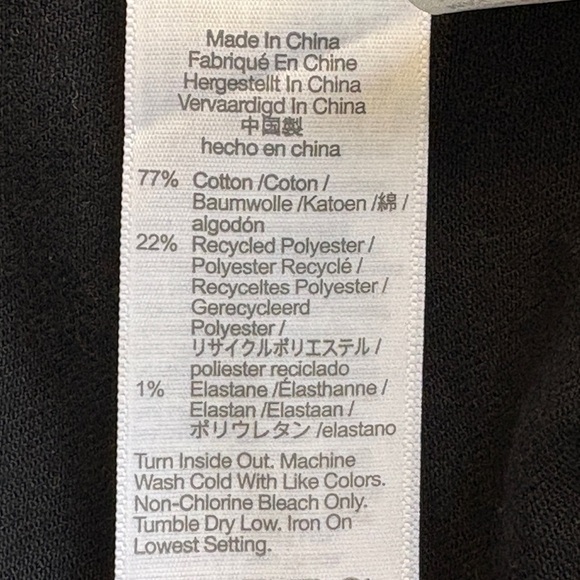 Made In China
Fabriqué En Chine
Hergestellt In China
Vervaardigd In China
中国製
hecho en china
77% Cotton /Coton /
Baumwolle /Katoen /綿 /
algodón
22% Recycled Polyester /
Polyester Recyclé /
Recyceltes Polyester /
Gerecycleerd
Polyester /
リサイクルポリエステル /
poliester reciclado
1% Elastane /Élasthanne /
Elastan /Elastaan /
ポリウレタン /elastano
Turn Inside Out. Machine
Wash Cold With Like Colors.
Non-Chlorine Bleach Only.
Tumble Dry Low. Iron On
Lowest Setting.